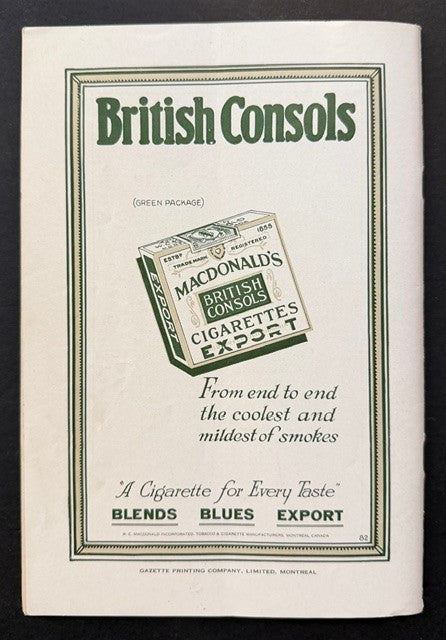 British Consols
(GREEN PACKAGE)
ESTBD 1858
TRADE MARK REGISTERED
MACDONALD'S
BRITISH
CONSOLS
CIGARETTES
EXPORT
EXPORT
From end to end
the coolest and
mildest of smokes
"A Cigarette for Every Taste"
BLENDS BLUES EXPORT
W. C. MACDONALD INCORPORATED, TOBACCO & CIGARETTE MANUFACTURERS, MONTREAL, CANADA
82
GAZETTE PRINTING COMPANY, LIMITED, MONTREAL